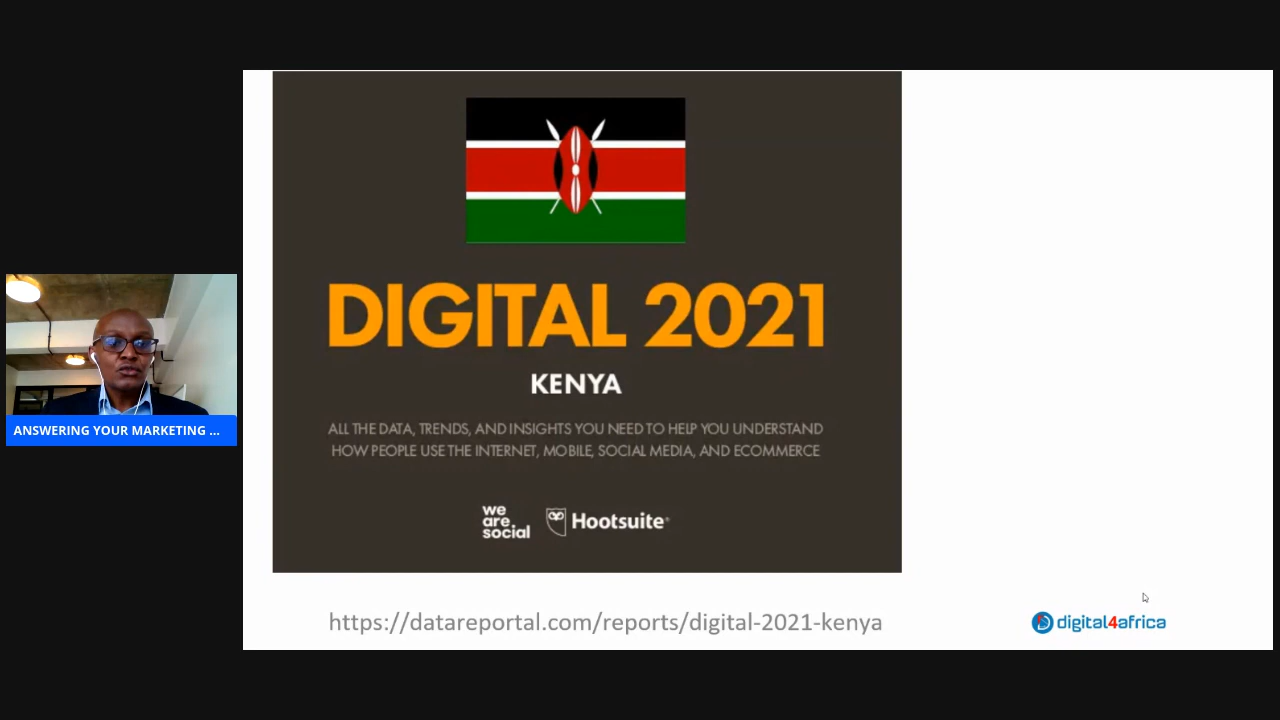 DIGITAL 2021
KENYA
ALL THE DATA, TRENDS, AND INSIGHTS YOU NEED TO HELP YOU UNDERSTAND
HOW PEOPLE USE THE INTERNET, MOBILE, SOCIAL MEDIA, AND ECOMMERCE
we
are
social
Hootsuite®
ANSWERING YOUR MARKETING ...
https://datareportal.com/reports/digital-2021-kenya
digital4africa